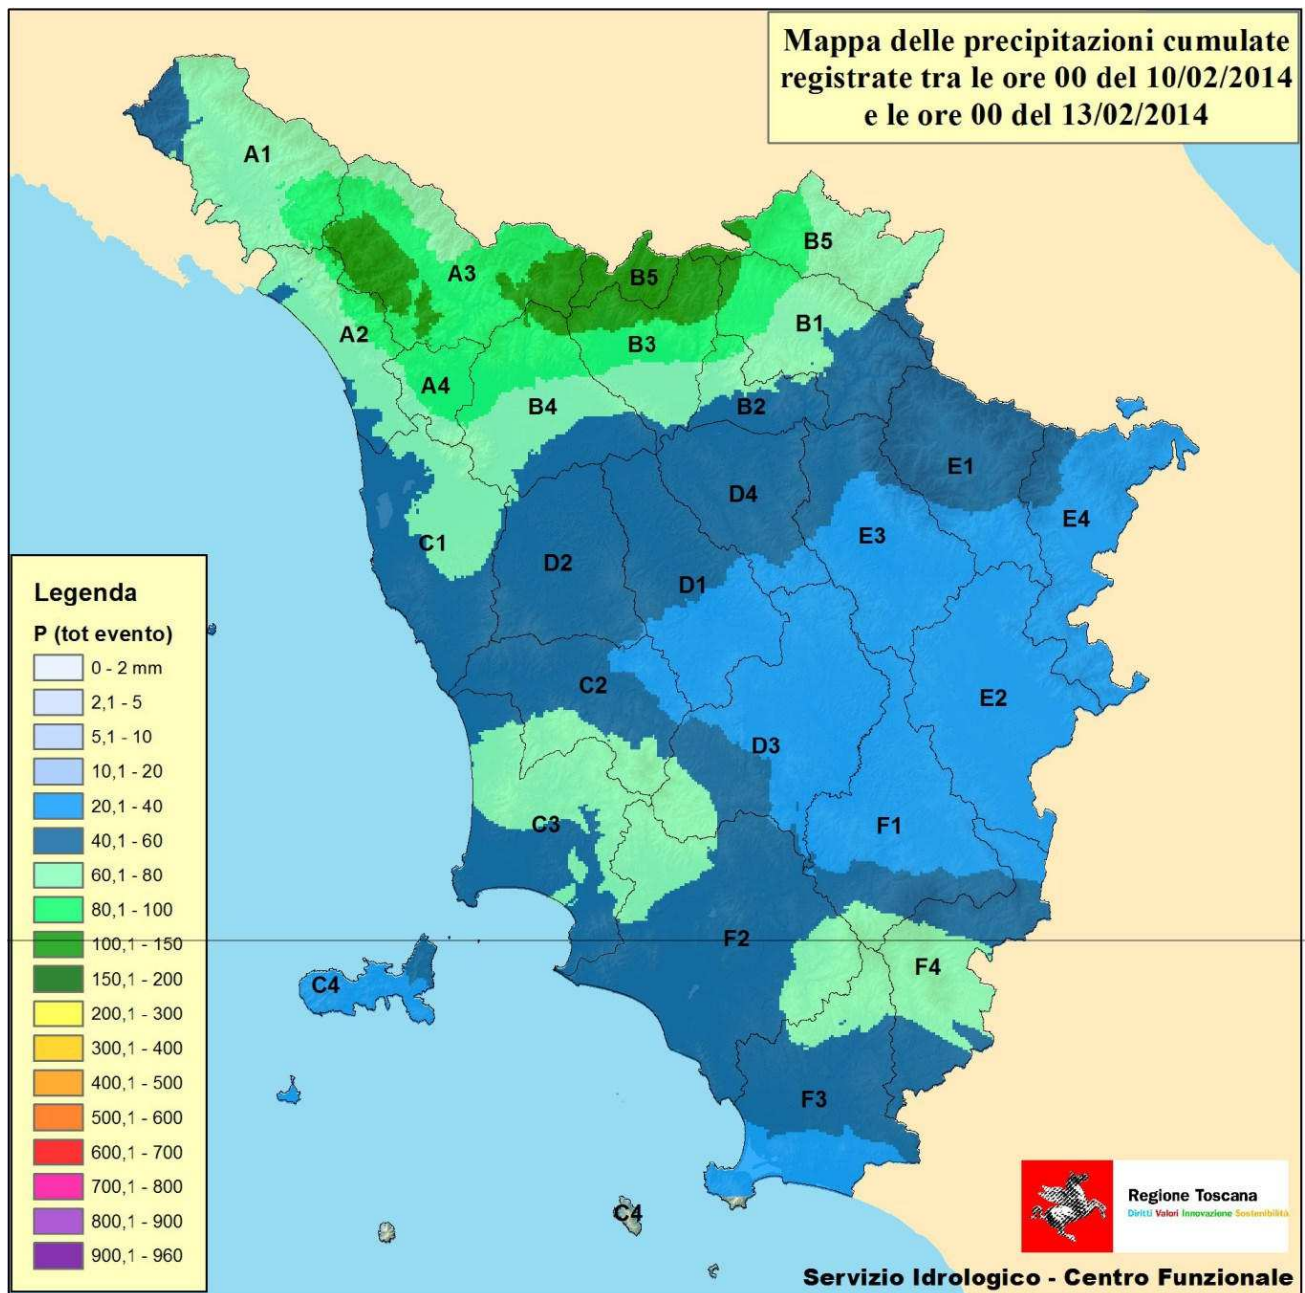 Mappa delle precipitazioni cumulate
registrate tra le ore 00 del 10/02/2014
e le ore 00 del 13/02/2014
A1
B5
A3
B5
A2
B1
B3
A4
B4
B2
E1
D4
E4
C1
E3
D2
D1
C2
E2
D3
C3
F1
F2
F4
C4
F3
C4
Legenda
P (tot evento)
0 - 2 mm
2,1 - 5
5,1 - 10
10,1 - 20
20,1 - 40
40,1 - 60
60,1 - 80
80,1 - 100
100,1 - 150
150,1 - 200
200,1 - 300
300,1 - 400
400,1 - 500
500,1 - 600
600,1 - 700
700,1 - 800
800,1 - 900
900,1 - 960
Regione Toscana
Diritti Valori Innovazione Sostenibilità
Servizio Idrologico - Centro Funzionale